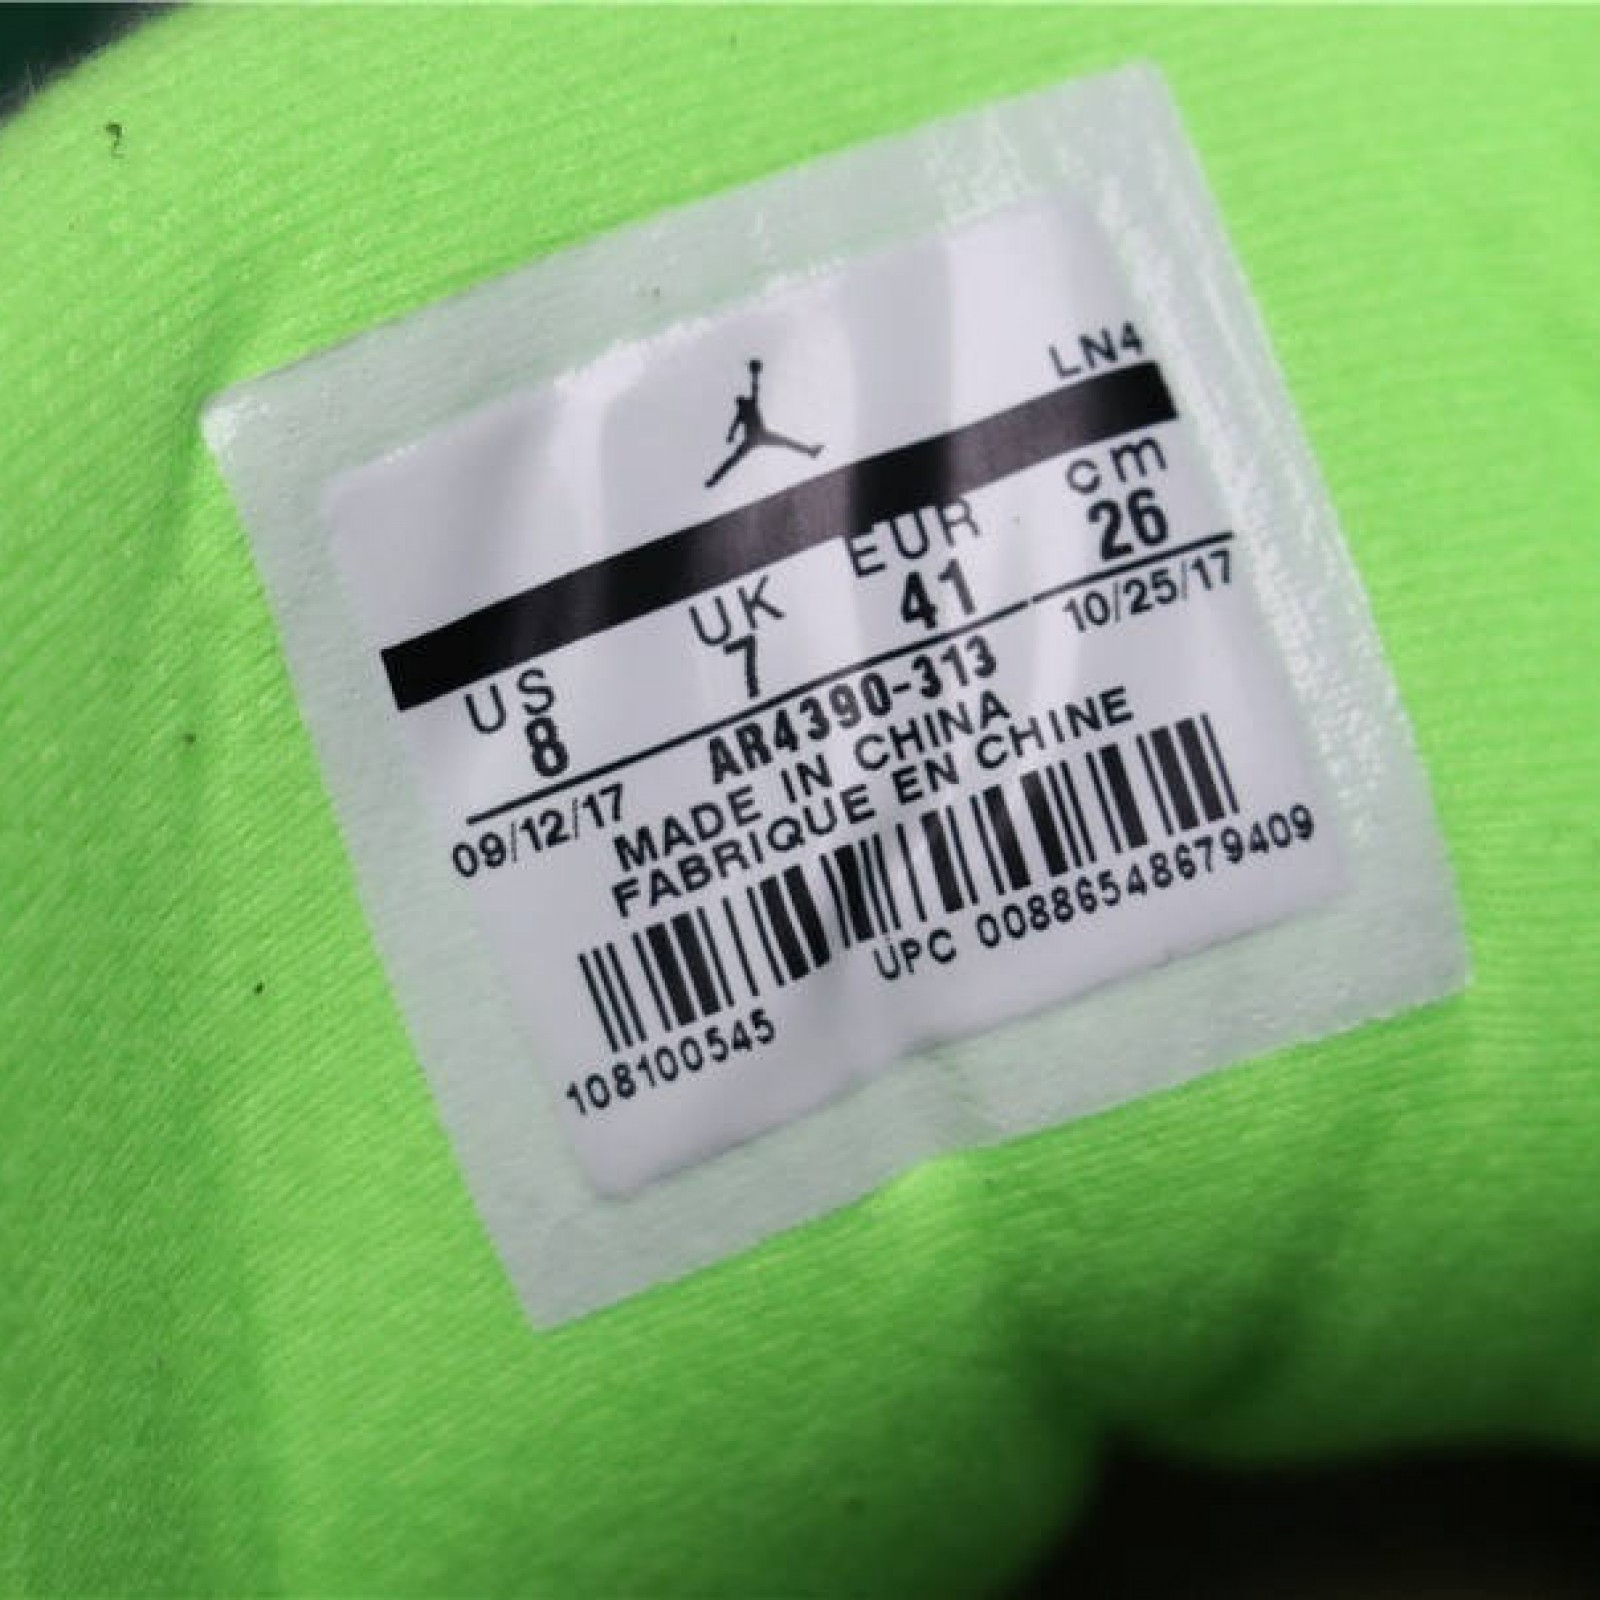 LN4
US UK EUR cm
8 7 41 26
09/12/17 AR4390-313 10/25/17
MADE IN CHINA
FABRIQUE EN CHINE
UPC 00886548679409
108100545